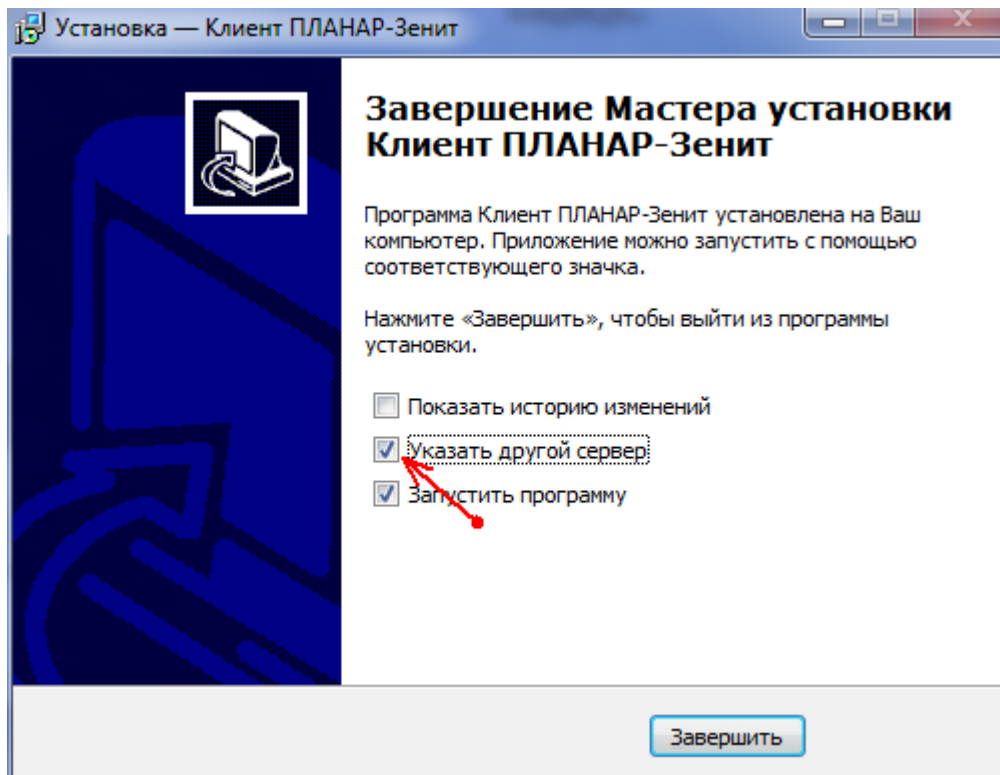 Установка — Клиент ПЛАНАР-Зенит
Завершение Мастера установки
Клиент ПЛАНАР-Зенит
Программа Клиент ПЛАНАР-Зенит установлена на Ваш
компьютер. Приложение можно запустить с помощью
соответствующего значка.
Нажмите «Завершить», чтобы выйти из программы
установки.
Показать историю изменений
Указать другой сервер
Запустить программу
Завершить